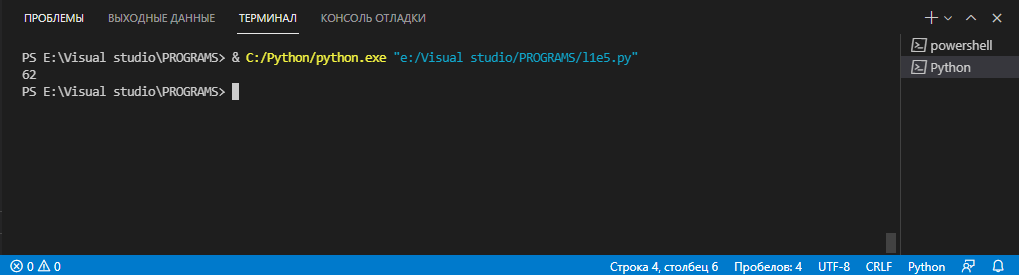 ПРОБЛЕМЫ ВЫХОДНЫЕ ДАННЫЕ ТЕРМИНАЛ КОНСОЛЬ ОТЛАДКИ
PS E:\Visual studio\PROGRAMS> & C:/Python/python.exe "e:/Visual studio/PROGRAMS/l1e5.py"
62
PS E:\Visual studio\PROGRAMS>
powershell
Python
0 0 Строка 4, столбец 6 Пробелов: 4 UTF-8 CRLF Python